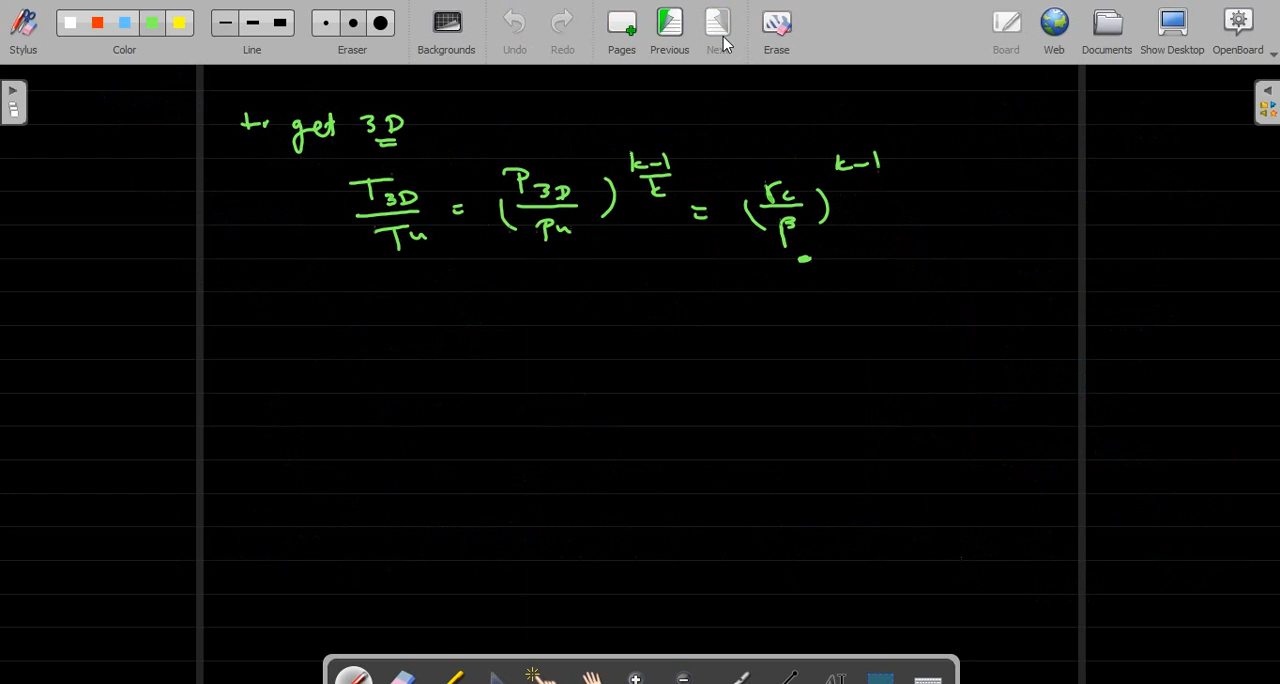 Stylus Color Line Eraser Backgrounds Undo Redo Pages Previous Next Erase Board Web Documents Show Desktop OpenBoard
to get 3D
T3D/T4 = (P3D/P4)^(k-1/k) = (rc/β)^(k-1)